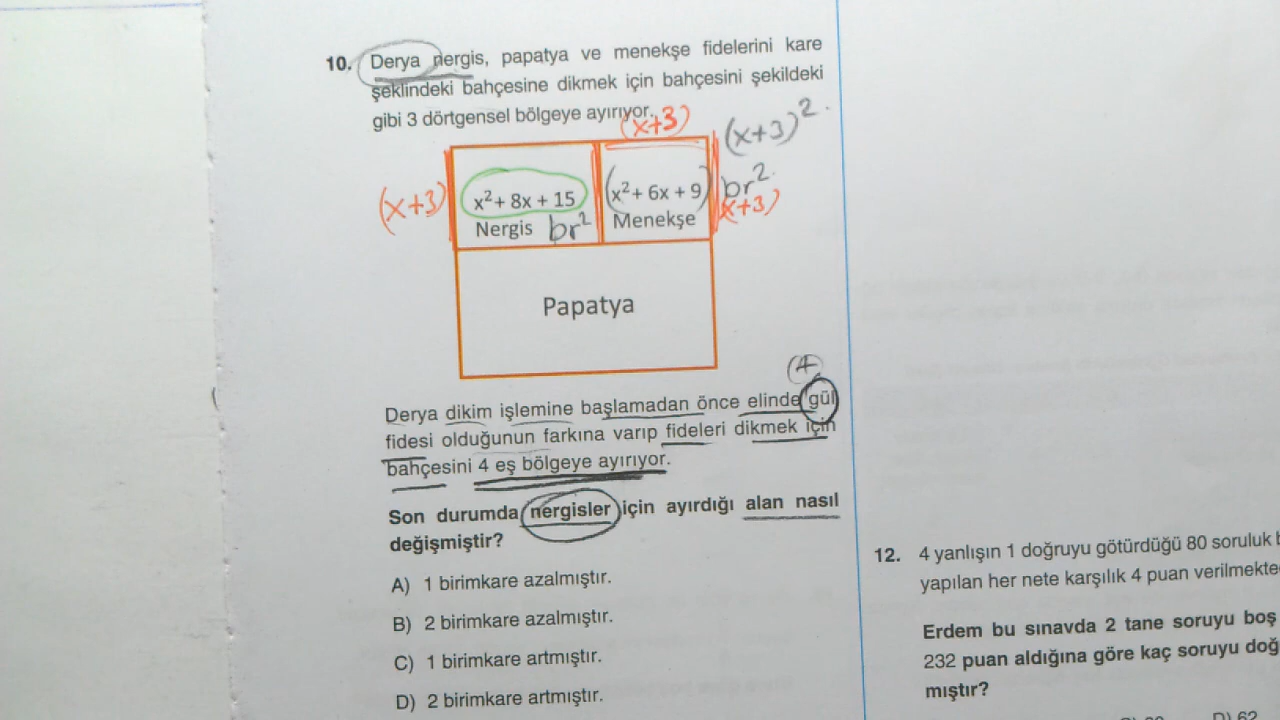 10. Derya nergis, papatya ve menekşe fidelerini kare
şeklindeki bahçesine dikmek için bahçesini şekildeki
gibi 3 dörtgensel bölgeye ayırıyor.
(x+3)
(x+3)².
(x+3)
x²+ 8x + 15
(x²+ 6x + 9)
br².
x+3)
Nergis br²
Menekşe
Papatya
(4)
Derya dikim işlemine başlamadan önce elinde gül
fidesi olduğunun farkına varıp fideleri dikmek için
bahçesini 4 eş bölgeye ayırıyor.
Son durumda nergisler için ayırdığı alan nasıl
değişmiştir?
A) 1 birimkare azalmıştır.
B) 2 birimkare azalmıştır.
C) 1 birimkare artmıştır.
D) 2 birimkare artmıştır.
12. 4 yanlışın 1 doğruyu götürdüğü 80 soruluk
yapılan her nete karşılık 4 puan
Erdem bu sınavda 2 tane soruyu boş
232 puan aldığına göre kaç soruyu
mıştır?
D) 62